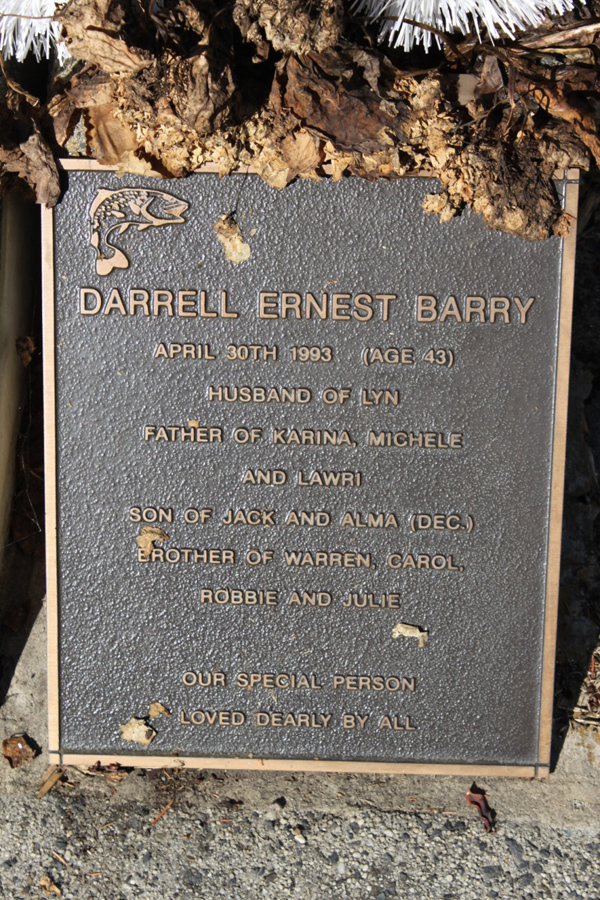 DARRELL ERNEST BARRY
APRIL 30TH 1993 (AGE 43)
HUSBAND OF LYN
FATHER OF KARINA, MICHELE
AND LAWRI
SON OF JACK AND ALMA (DEC.)
BROTHER OF WARREN, CAROL,
ROBBIE AND JULIE
OUR SPECIAL PERSON
LOVED DEARLY BY ALL